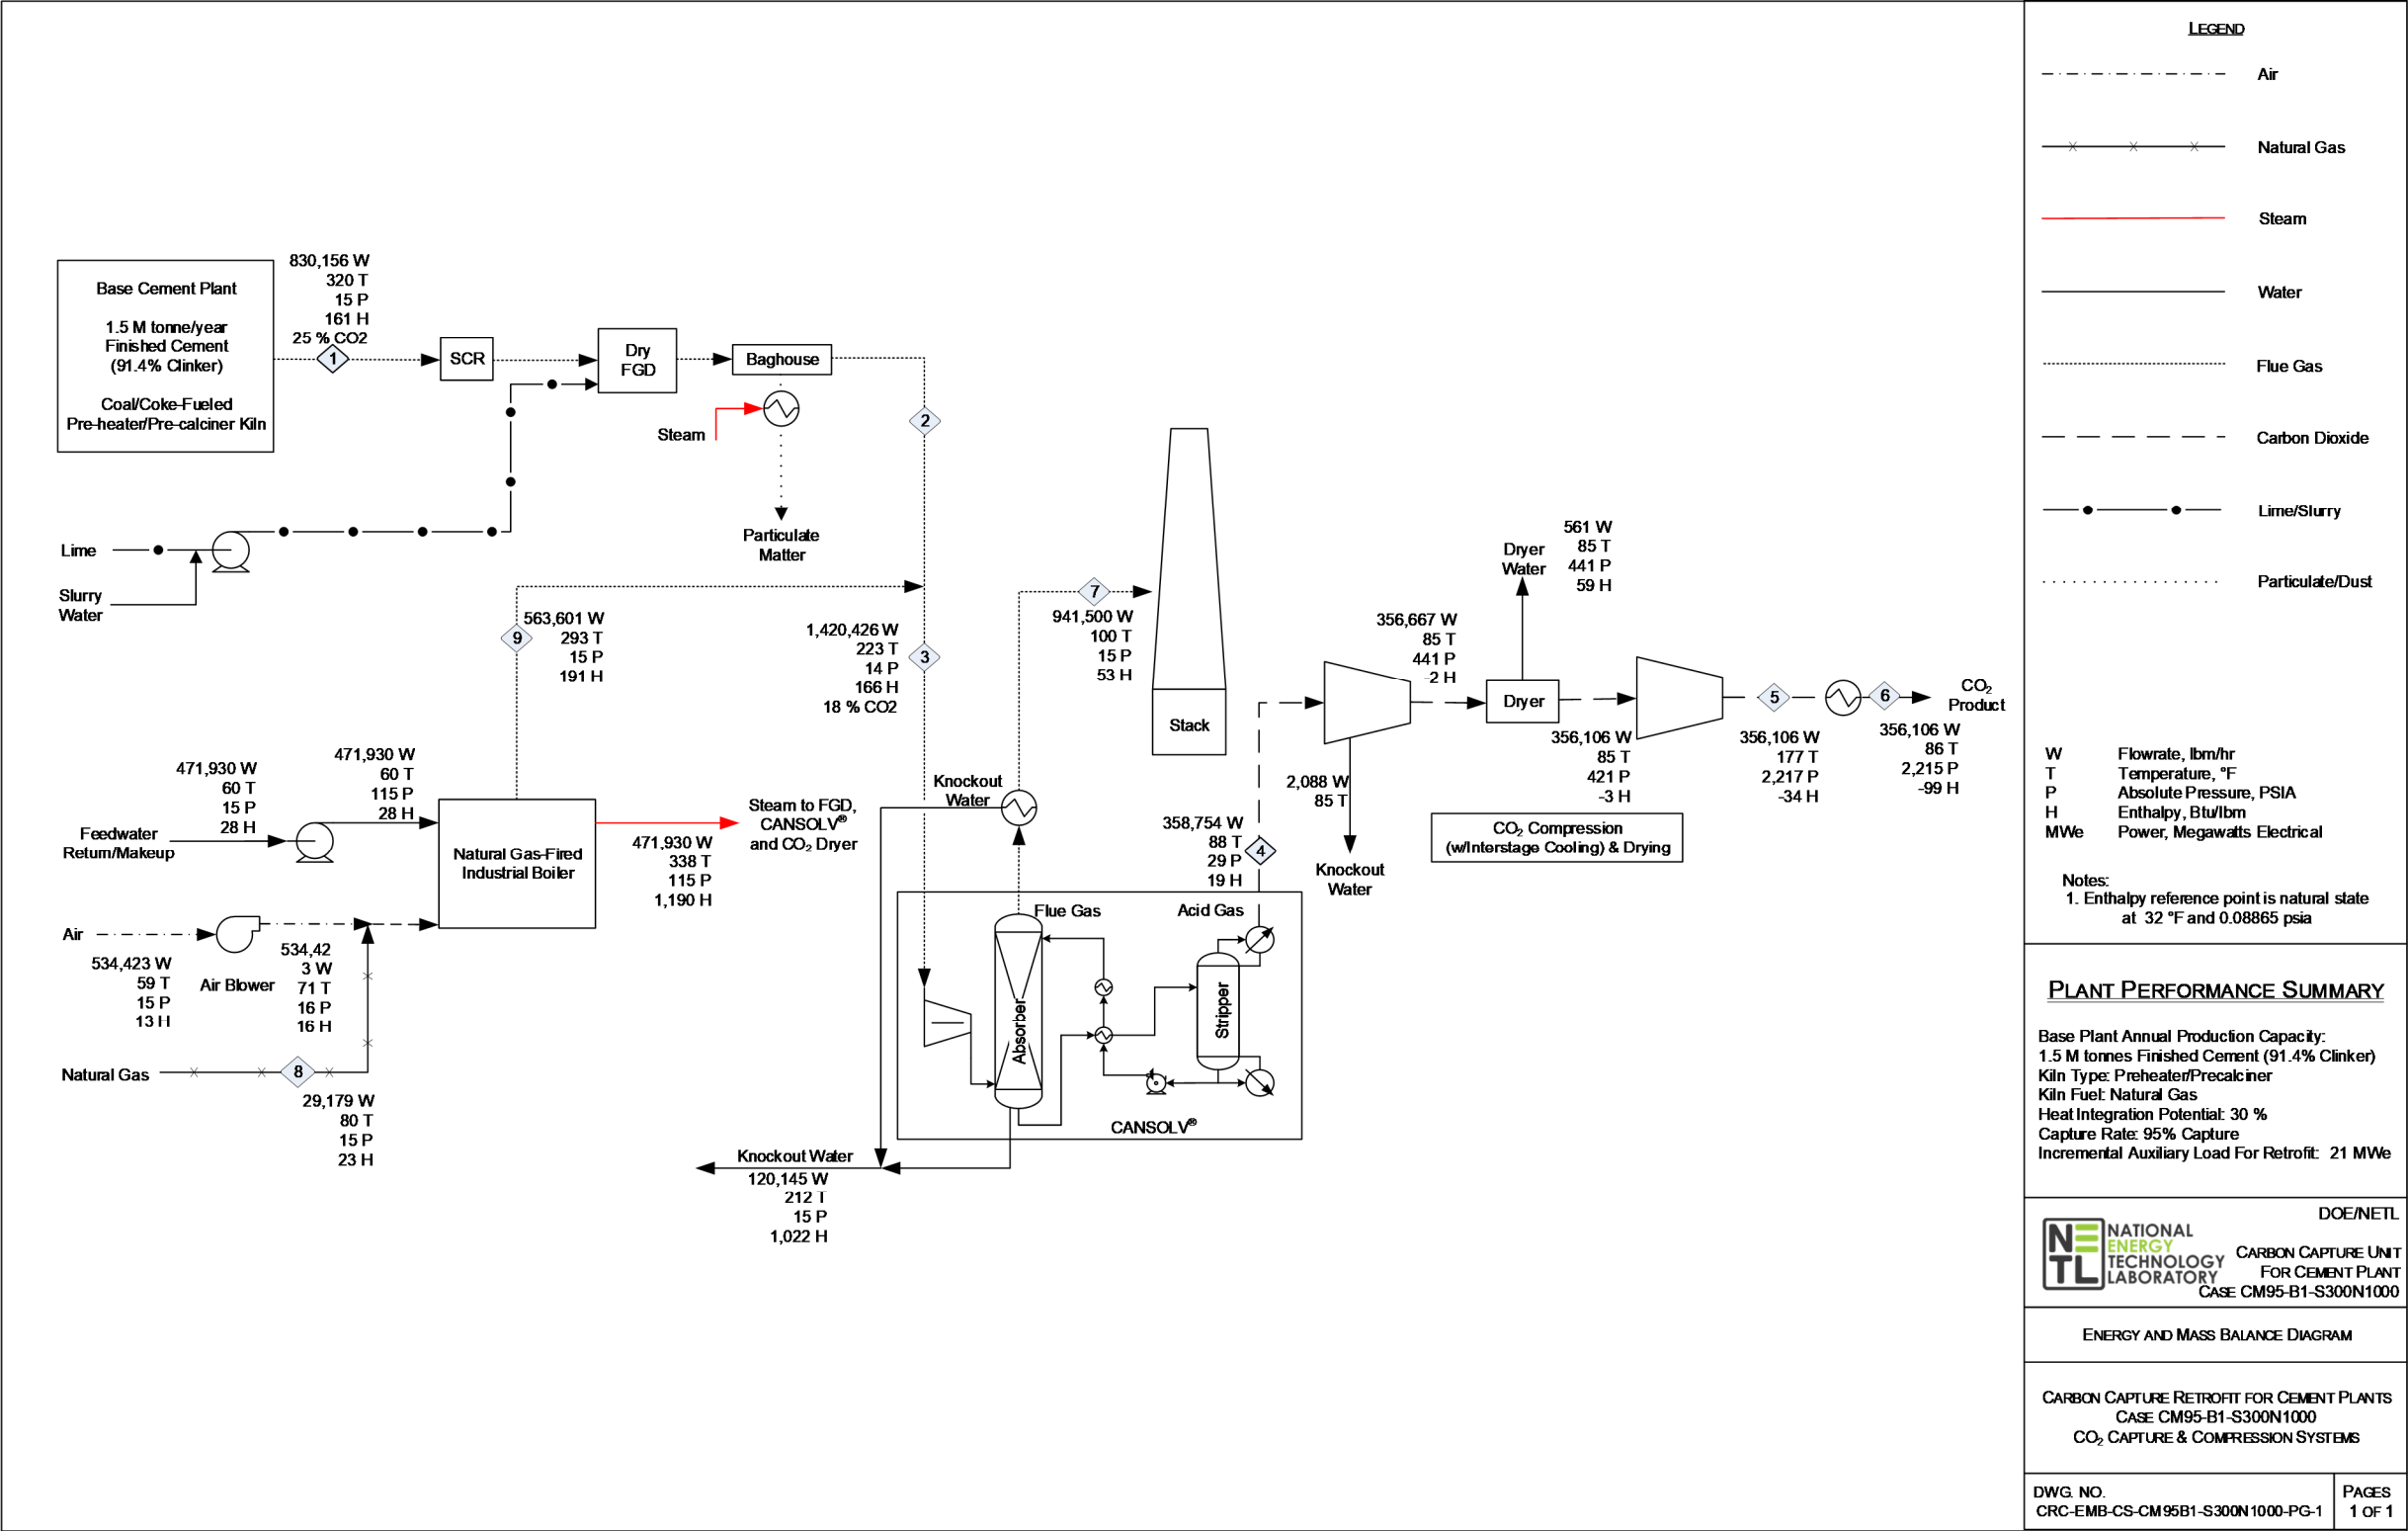 Base Cement Plant
1.5 M tonne/year
Finished Cement
(91.4% Clinker)
Coal/Coke-Fueled
Pre-heater/Pre-calciner Kiln
830,156 W
320 T
15 P
161 H
25 % CO2
1
SCR
Dry
FGD
Baghouse
Steam
Particulate
Matter
2
Lime
Slurry
Water
9
563,601 W
293 T
15 P
191 H
1,420,426 W
223 T
14 P
166 H
18 % CO2
3
7
941,500 W
100 T
15 P
53 H
Stack
471,930 W
60 T
15 P
28 H
Feedwater
Return/Makeup
471,930 W
60 T
115 P
28 H
Natural Gas-Fired
Industrial Boiler
Steam to FGD,
CANSOLV®
and CO₂ Dryer
471,930 W
338 T
115 P
1,190 H
Air
534,423 W
59 T
15 P
13 H
Air Blower
534,42
3 W
71 T
16 P
16 H
Natural Gas
8
29,179 W
80 T
15 P
23 H
Knockout
Water
Flue Gas
Acid Gas
Absorber
Stripper
CANSOLV®
Knockout Water
120,145 W
212 T
15 P
1,022 H
358,754 W
88 T
29 P
19 H
4
2,088 W
85 T
Knockout
Water
356,667 W
85 T
441 P
-2 H
Dryer
Water
561 W
85 T
441 P
59 H
Dryer
356,106 W
85 T
421 P
-3 H
CO₂ Compression
(w/Interstage Cooling) & Drying
5
356,106 W
177 T
2,217 P
-34 H
6
356,106 W
86 T
2,215 P
-99 H
CO₂
Product
LEGEND
Air
Natural Gas
Steam
Water
Flue Gas
Carbon Dioxide
Lime/Slurry
Particulate/Dust
W Flowrate, lbm/hr
T Temperature, °F
P Absolute Pressure, PSIA
H Enthalpy, Btu/lbm
MWe Power, Megawatts Electrical
Notes:
1. Enthalpy reference point is natural state
at 32 °F and 0.08865 psia
PLANT PERFORMANCE SUMMARY
Base Plant Annual Production Capacity:
1.5 M tonnes Finished Cement (91.4% Clinker)
Kiln Type: Preheater/Precalciner
Kiln Fuel: Natural Gas
Heat Integration Potential: 30 %
Capture Rate: 95% Capture
Incremental Auxiliary Load For Retrofit: 21 MWe
NETL
NATIONAL
ENERGY
TECHNOLOGY
LABORATORY
DOE/NETL
CARBON CAPTURE UNIT
FOR CEMENT PLANT
CASE CM95-B1-S300N1000
ENERGY AND MASS BALANCE DIAGRAM
CARBON CAPTURE RETROFIT FOR CEMENT PLANTS
CASE CM95-B1-S300N1000
CO₂ CAPTURE & COMPRESSION SYSTEMS
DWG. NO.
CRC-EMB-CS-CM95B1-S300N1000-PG-1
PAGES
1 OF 1